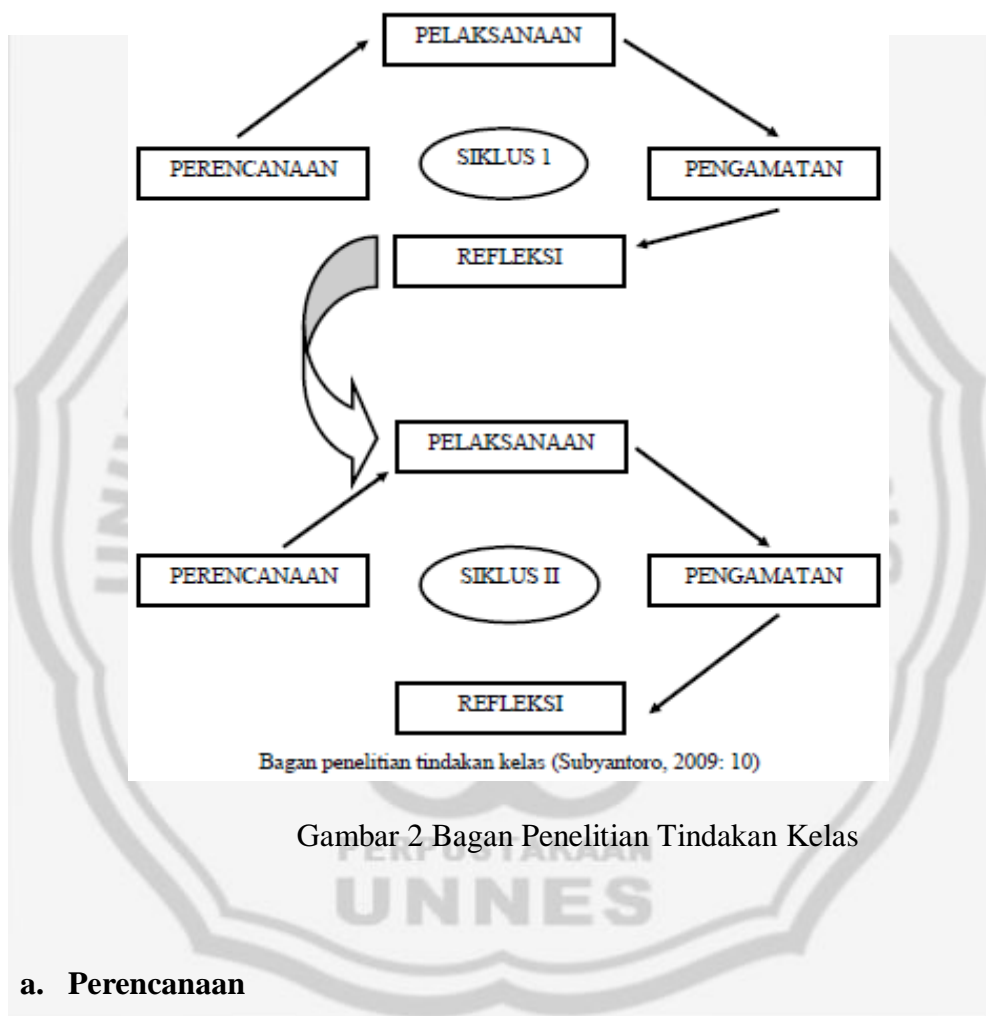 PELAKSANAAN
PERENCANAAN
SIKLUS 1
PENGAMATAN
REFLEKSI
PELAKSANAAN
PERENCANAAN
SIKLUS II
PENGAMATAN
REFLEKSI
Bagan penelitian tindakan kelas (Subyantoro, 2009: 10)
Gambar 2 Bagan Penelitian Tindakan Kelas
PERPUSTAKAAN
UNNES
a. Perencanaan